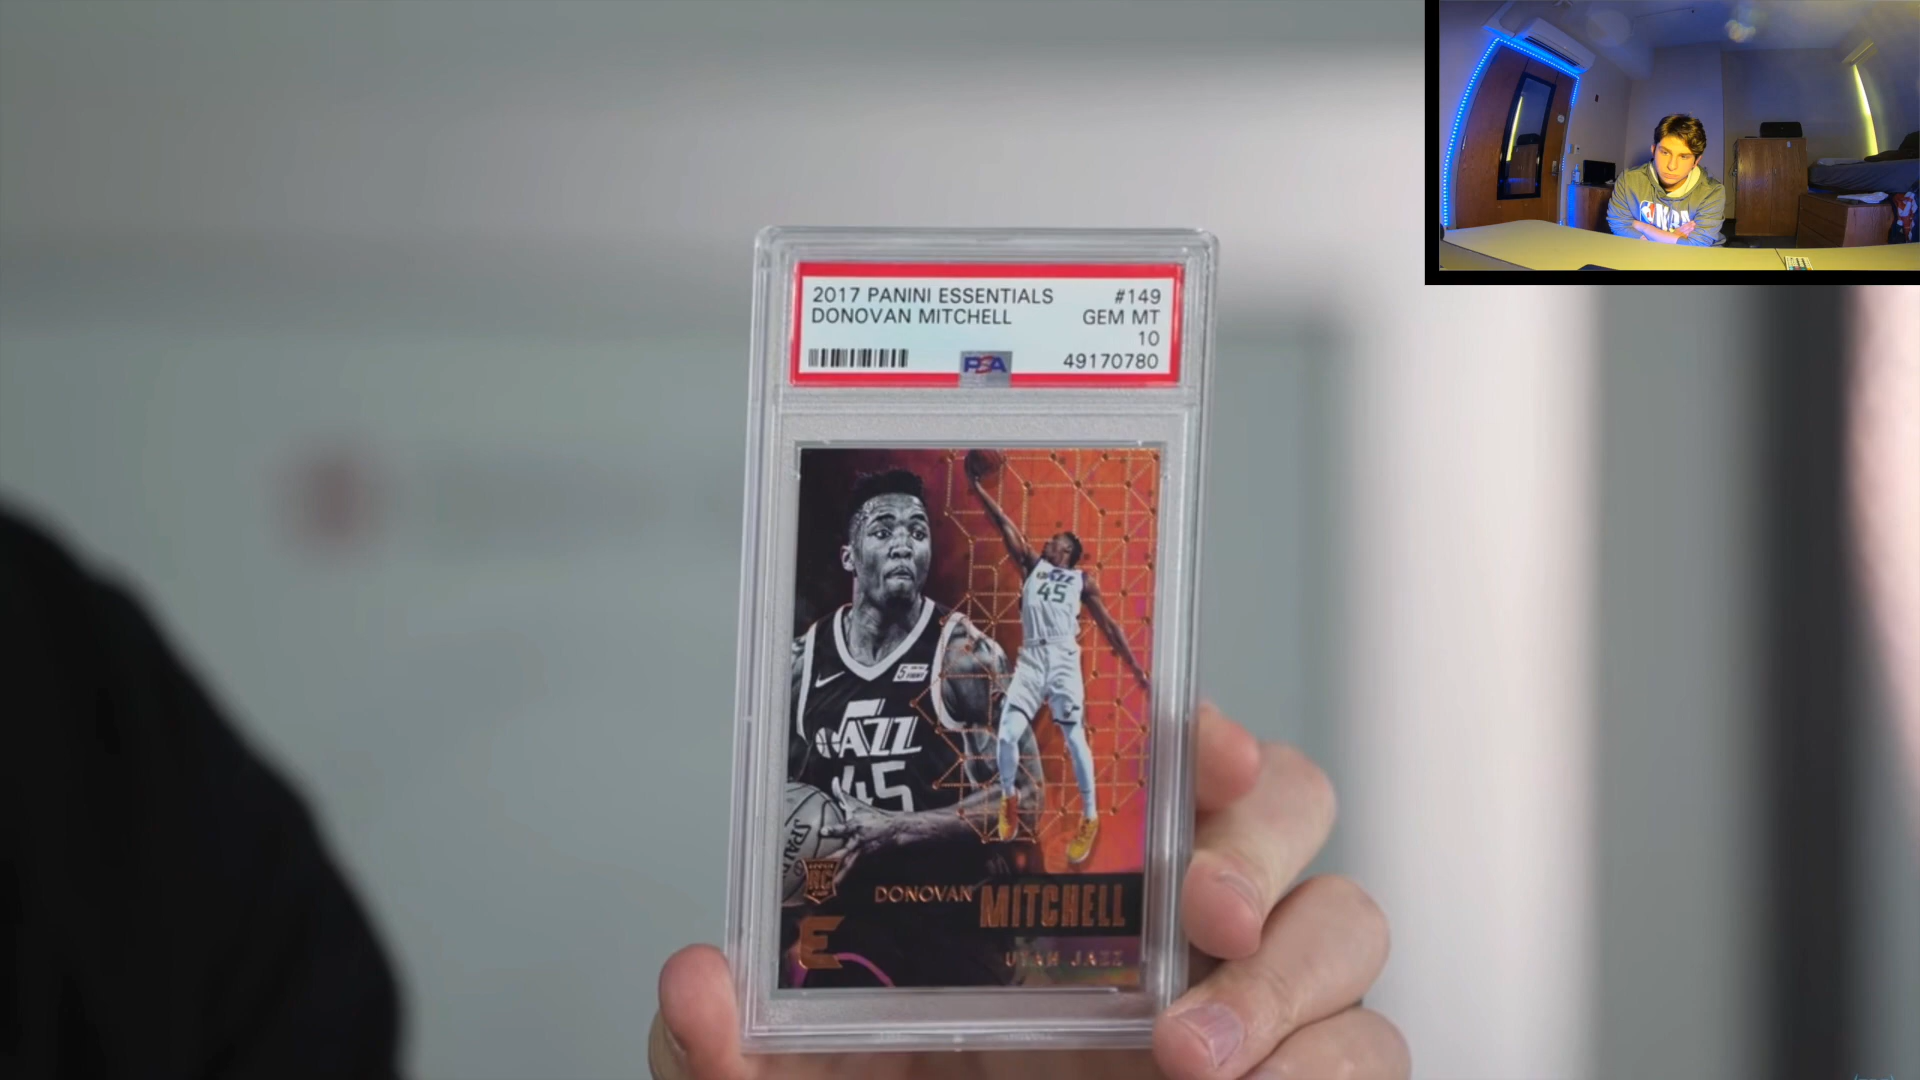 2017 PANINI ESSENTIALS #149
DONOVAN MITCHELL GEM MT
10
PSA 49170780
JAZZ
45
5
JAZZ
45
RC
DONOVAN MITCHELL
E
UTAH JAZZ
NBA